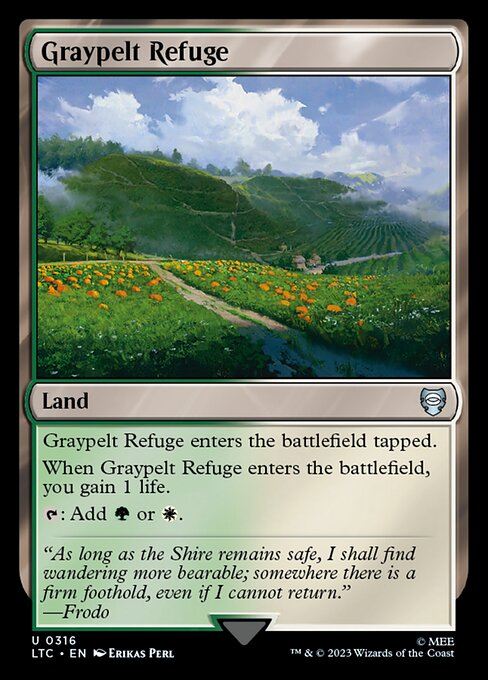 Graypelt Refuge
Land
Graypelt Refuge enters the battlefield tapped.
When Graypelt Refuge enters the battlefield,
you gain 1 life.
: Add or .
“As long as the Shire remains safe, I shall find
wandering more bearable; somewhere there is a
firm foothold, even if I cannot return.”
—Frodo
U 0316
LTC • EN Erikas Perl
© MEE
™ & © 2023 Wizards of the Coast